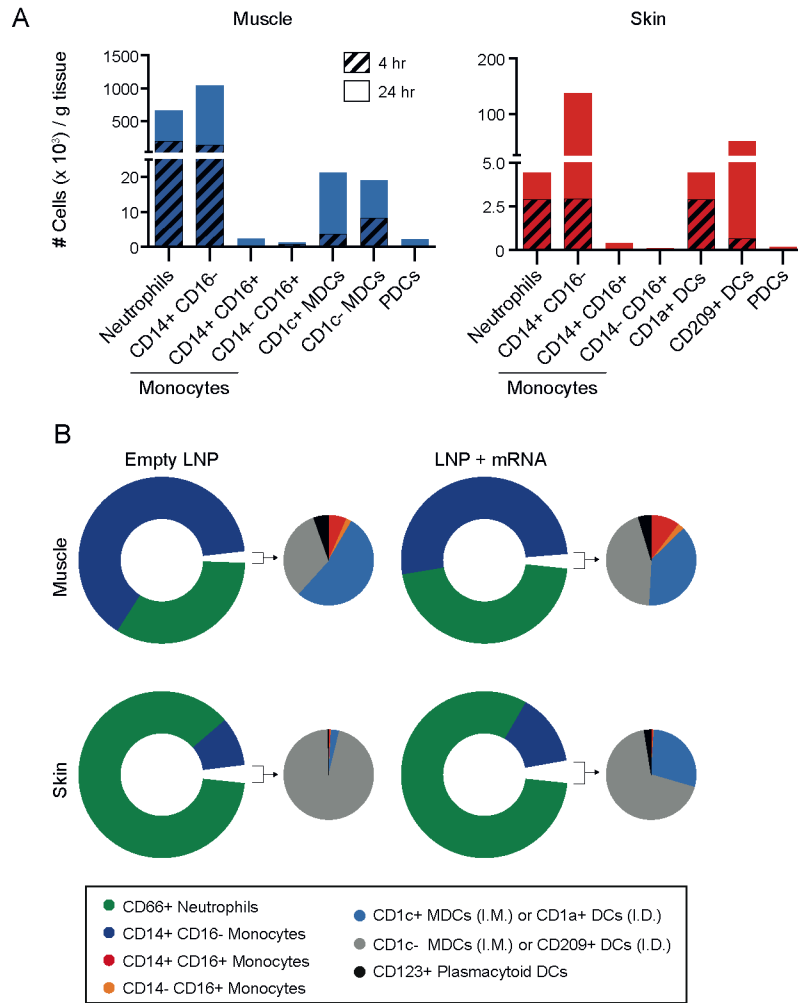 A
Muscle
Skin
# Cells (x 10³) / g tissue
1500
1000
500
20
10
0
4 hr
24 hr
200
100
5.0
2.5
0
Neutrophils
CD14+ CD16-
CD14+ CD16+
CD14- CD16+
CD1c+ MDCs
CD1c- MDCs
PDCs
Monocytes
Neutrophils
CD14+ CD16-
CD14+ CD16+
CD14- CD16+
CD1a+ DCs
CD209+ DCs
PDCs
Monocytes
B
Empty LNP
LNP + mRNA
Muscle
Skin
CD66+ Neutrophils
CD14+ CD16- Monocytes
CD14+ CD16+ Monocytes
CD14- CD16+ Monocytes
CD1c+ MDCs (I.M.) or CD1a+ DCs (I.D.)
CD1c- MDCs (I.M.) or CD209+ DCs (I.D.)
CD123+ Plasmacytoid DCs